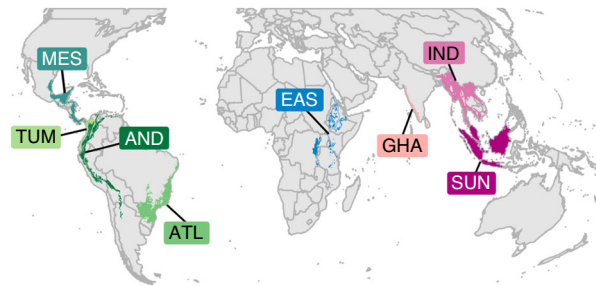 MES
IND
EAS
TUM
AND
GHA
SUN
ATL